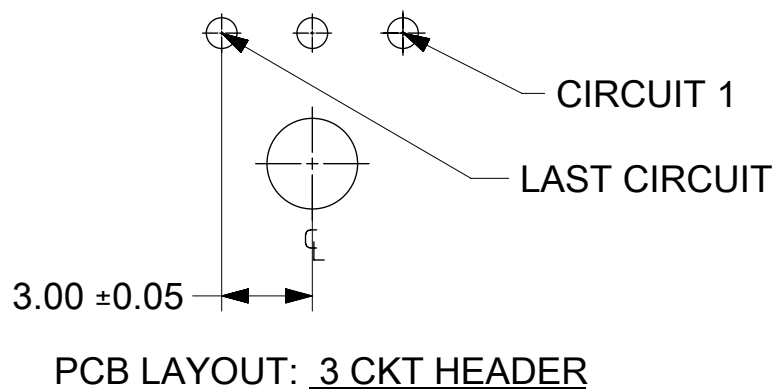 CIRCUIT 1
LAST CIRCUIT
℄
3.00 ±0.05
PCB LAYOUT: 3 CKT HEADER